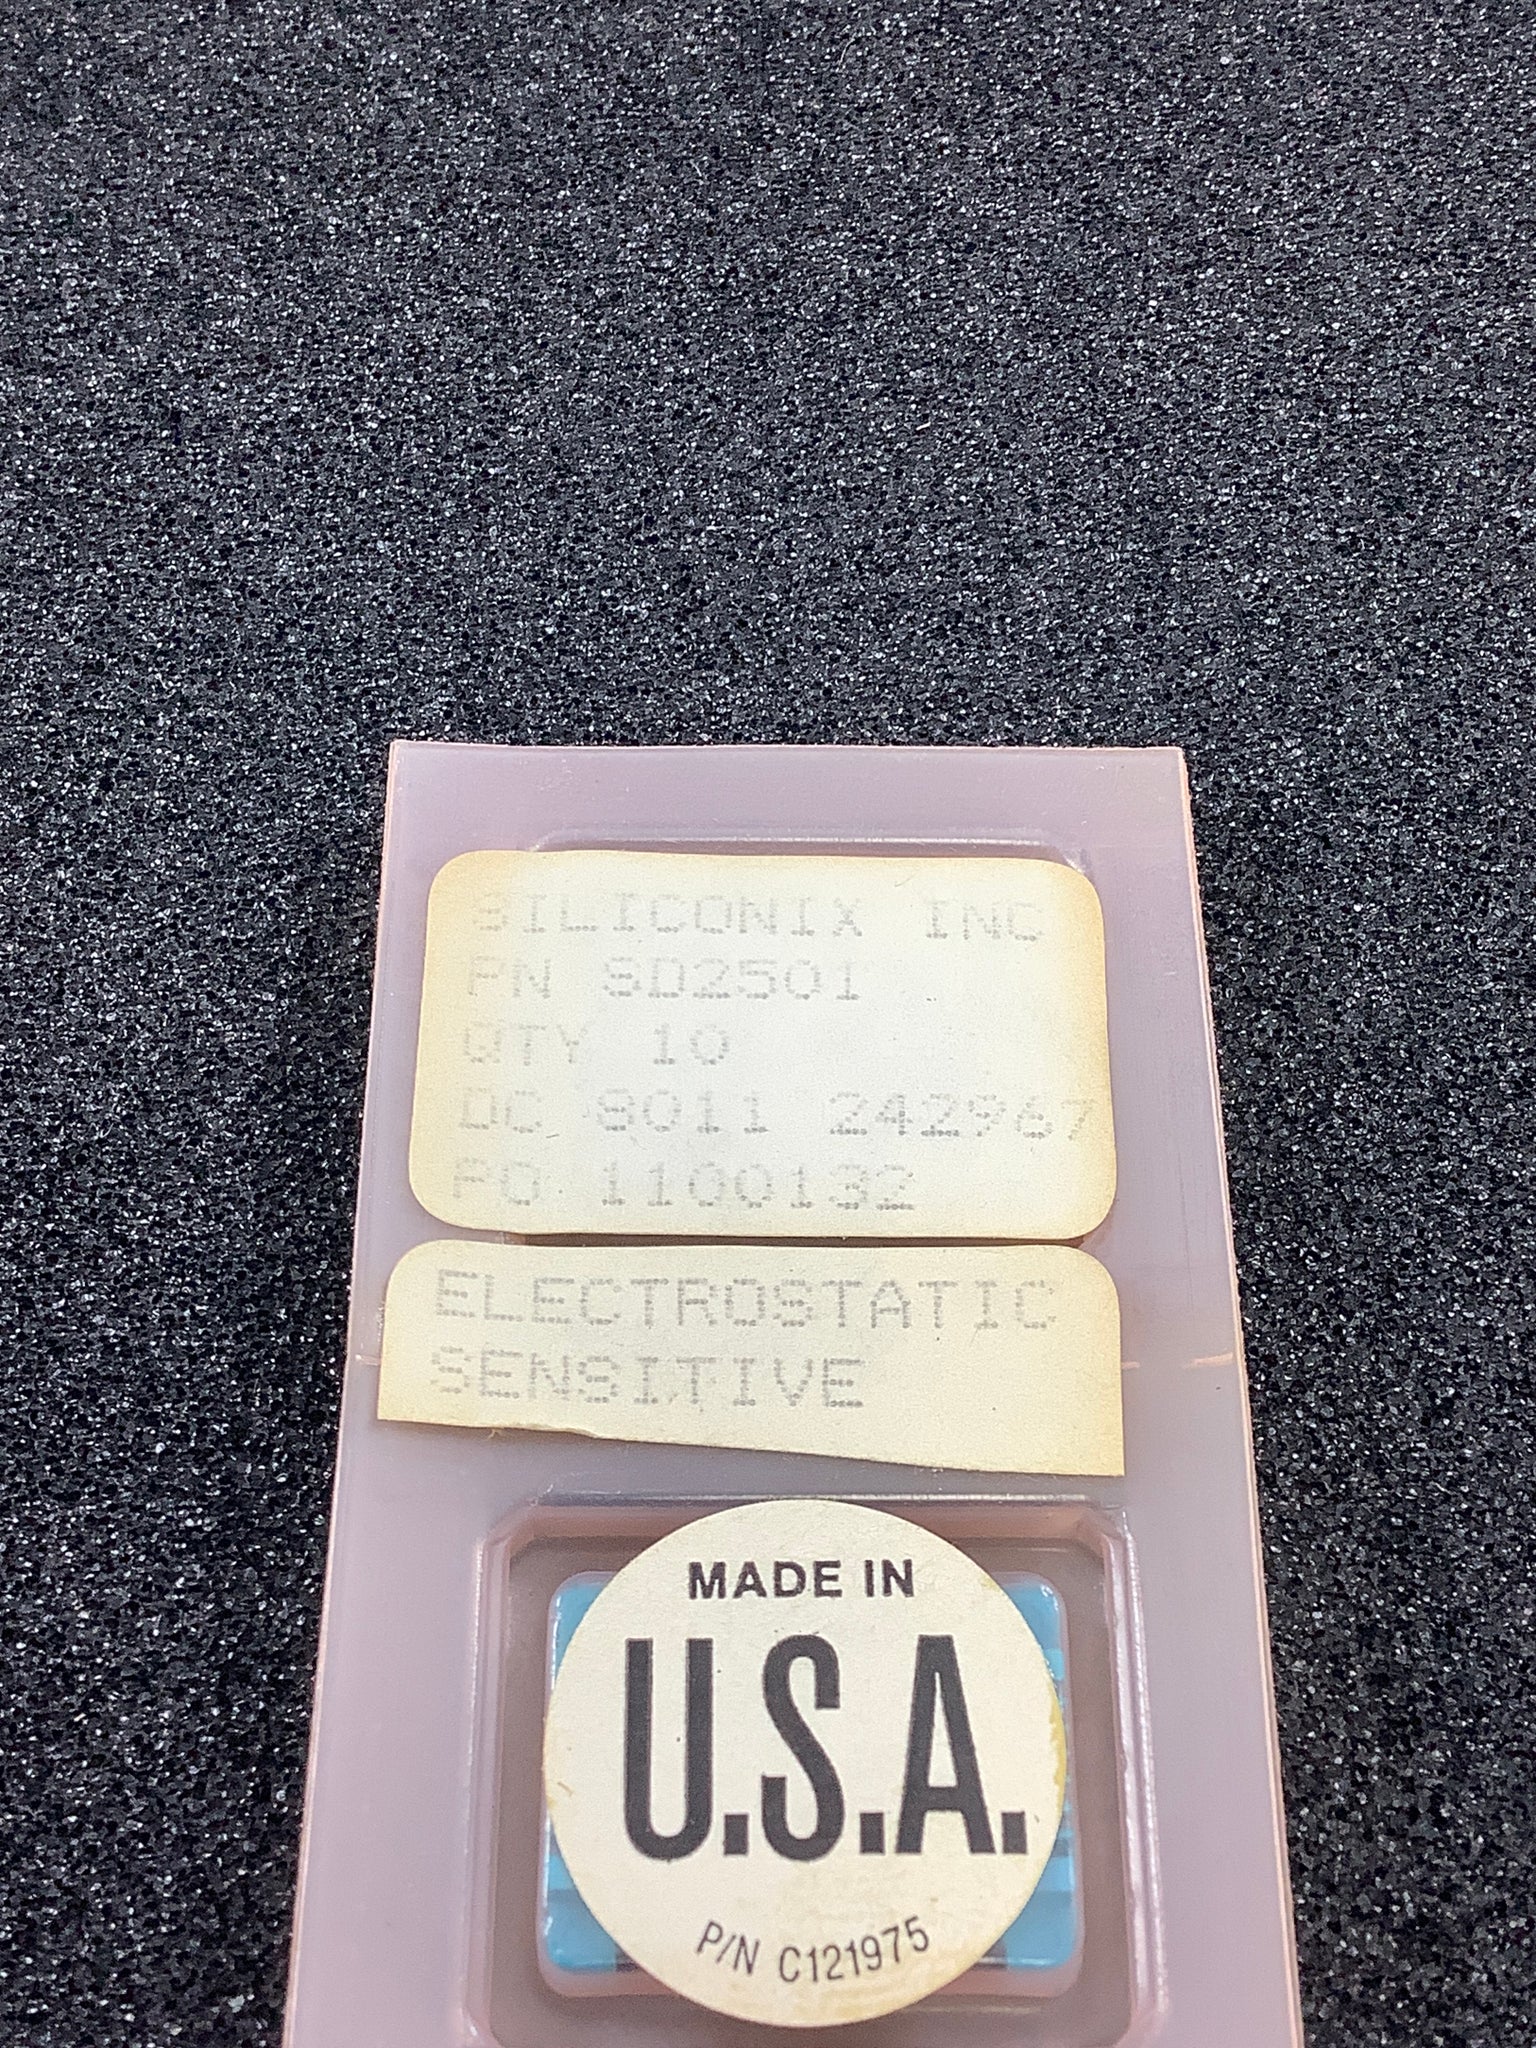 SILICONIX INC
PN SD2501
QTY 10
DC 8011 242967
PO 1100132
ELECTROSTATIC
SENSITIVE
MADE IN
U.S.A.
P/N C121975